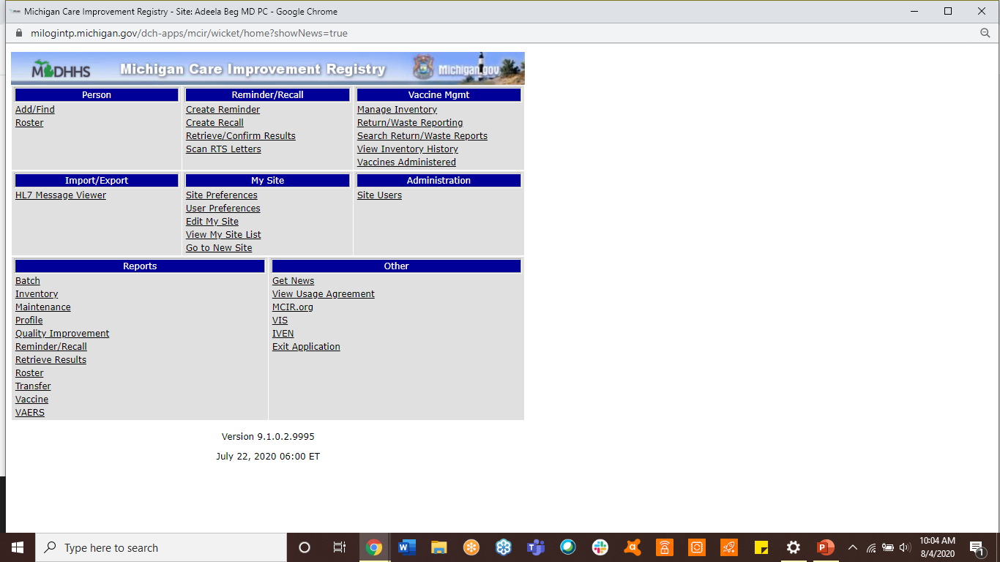 Michigan Care Improvement Registry - Site: Adeela Beg MD PC - Google Chrome
milogintp.michigan.gov/dch-apps/mcir/wicket/home?showNews=true
MDHHS Michigan Care Improvement Registry Michigan.gov
Person
Add/Find
Roster
Reminder/Recall
Create Reminder
Create Recall
Retrieve/Confirm Results
Scan RTS Letters
Vaccine Mgmt
Manage Inventory
Return/Waste Reporting
Search Return/Waste Reports
View Inventory History
Vaccines Administered
Import/Export
HL7 Message Viewer
My Site
Site Preferences
User Preferences
Edit My Site
View My Site List
Go to New Site
Administration
Site Users
Reports
Batch
Inventory
Maintenance
Profile
Quality Improvement
Reminder/Recall
Retrieve Results
Roster
Transfer
Vaccine
VAERS
Other
Get News
View Usage Agreement
MCIR.org
VIS
IVEN
Exit Application
Version 9.1.0.2.9995
July 22, 2020 06:00 ET
Type here to search
10:04 AM
8/4/2020
1